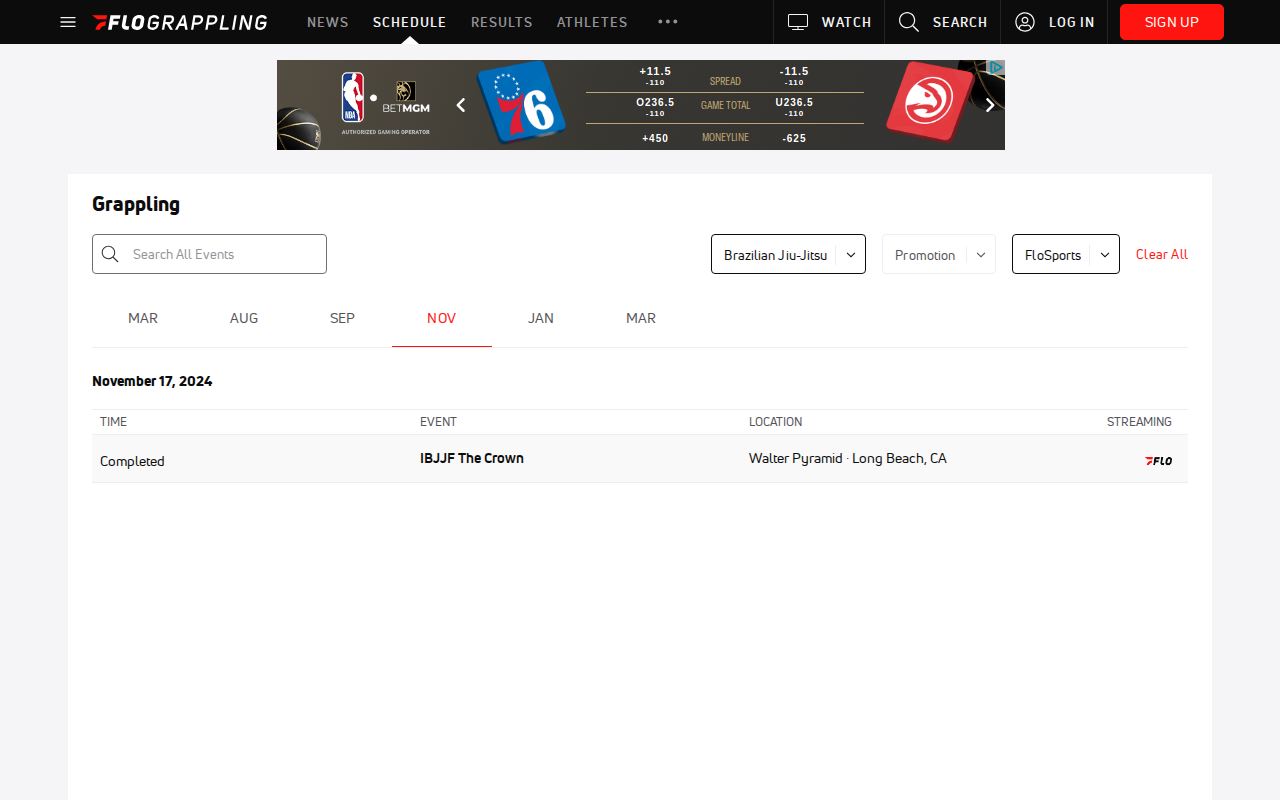 FLOGRAPPLING NEWS SCHEDULE RESULTS ATHLETES ••• WATCH SEARCH LOG IN SIGN UP
NBA • BETMGM
AUTHORIZED GAMING OPERATOR
76
+11.5 SPREAD -11.5
-110 -110
O236.5 GAME TOTAL U236.5
-110 -110
+450 MONEYLINE -625
Grappling
Search All Events Brazilian Jiu-Jitsu Promotion FloSports Clear All
MAR AUG SEP NOV JAN MAR
November 17, 2024
TIME EVENT LOCATION STREAMING
Completed IBJJF The Crown Walter Pyramid · Long Beach, CA FLO